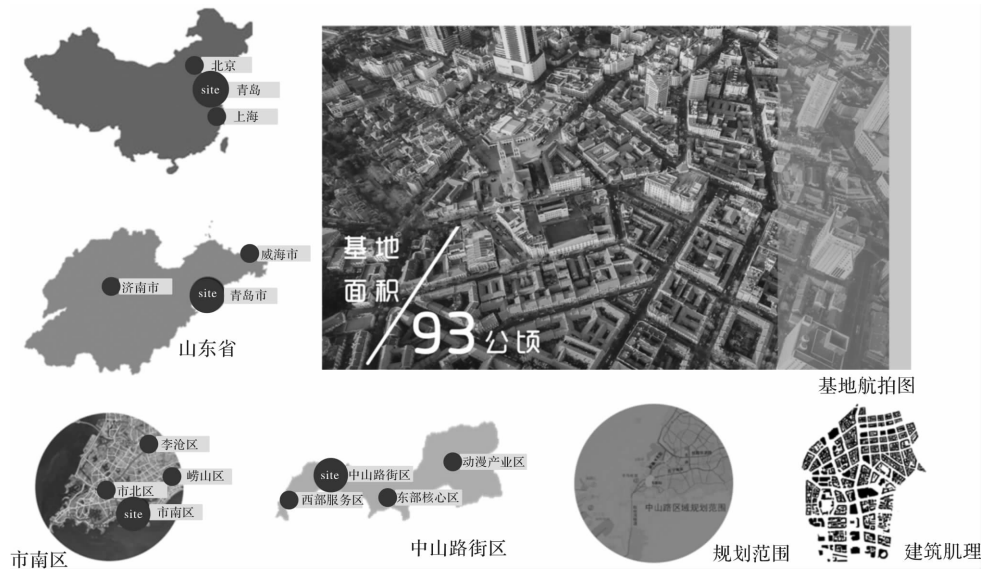 北京
site
青岛
上海
威海市
济南市
site
青岛市
山东省
基地
面积
93公顷
基地航拍图
李沧区
崂山区
市北区
site
市南区
市南区
动漫产业区
site
中山路街区
西部服务区
东部核心区
中山路街区
中山路区域规划范围
规划范围
建筑肌理